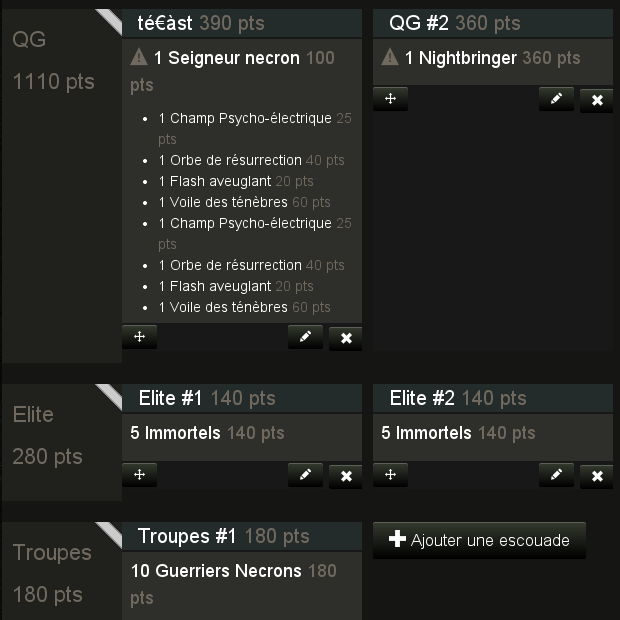 QG
1110 pts
té€àst 390 pts
1 Seigneur necron 100
pts
1 Champ Psycho-électrique 25
pts
1 Orbe de résurrection 40 pts
1 Flash aveuglant 20 pts
1 Voile des ténèbres 60 pts
1 Champ Psycho-électrique 25
pts
1 Orbe de résurrection 40 pts
1 Flash aveuglant 20 pts
1 Voile des ténèbres 60 pts
QG #2 360 pts
1 Nightbringer 360 pts
Elite
280 pts
Elite #1 140 pts
5 Immortels 140 pts
Elite #2 140 pts
5 Immortels 140 pts
Troupes
180 pts
Troupes #1 180 pts
10 Guerriers Necrons 180
pts
Ajouter une escouade